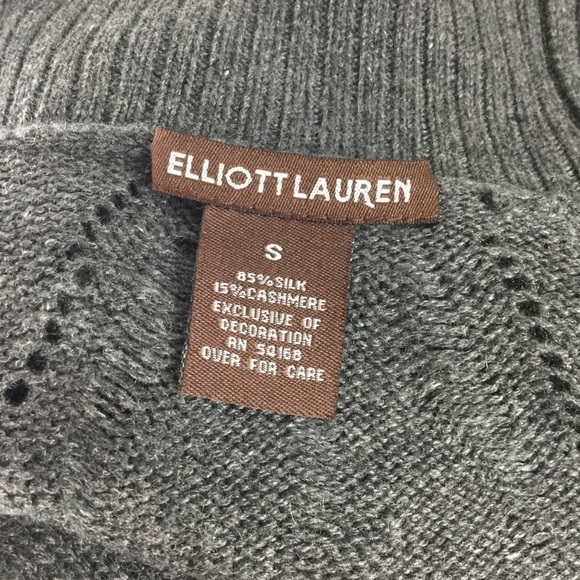 ELLIOTT LAUREN
S
85% SILK
15% CASHMERE
EXCLUSIVE OF
DECORATION
RN 54168
OVER FOR CARE